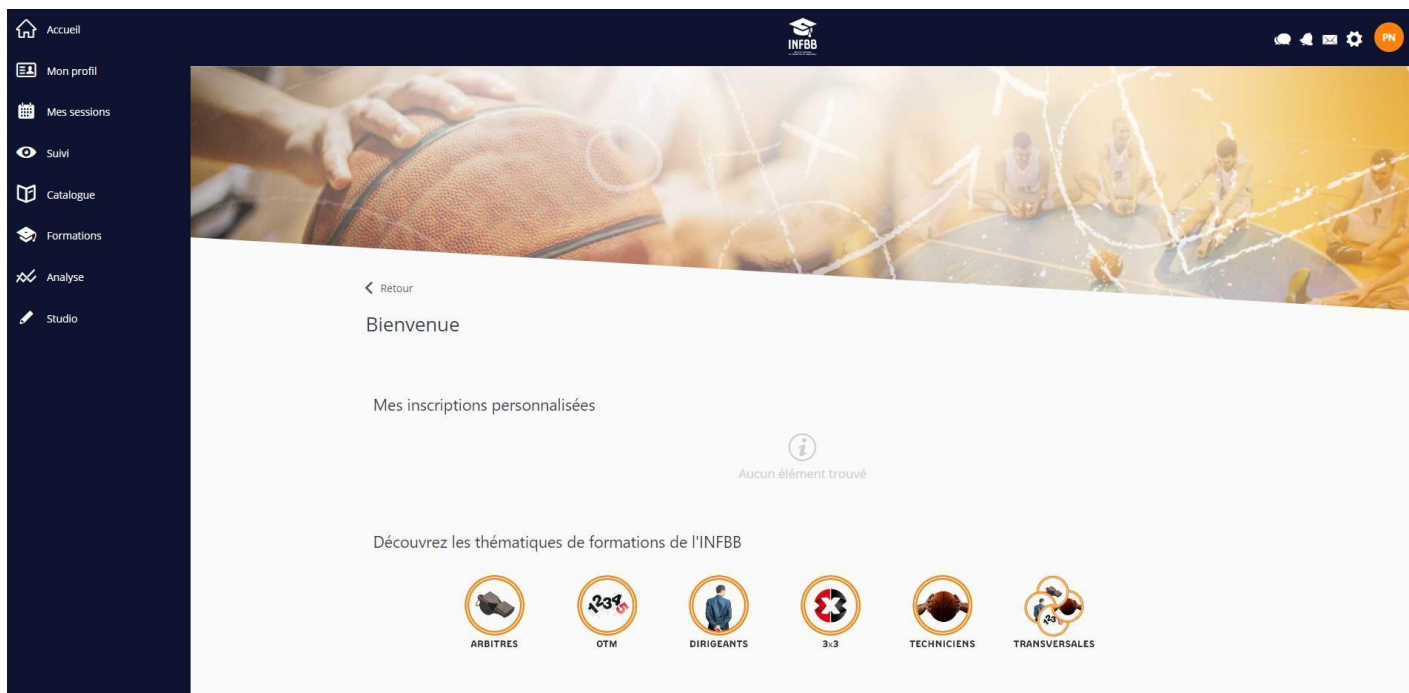 Accueil
INFBB
PN
Mon profil
Mes sessions
Suivi
Catalogue
Formations
Analyse
Studio
Retour
Bienvenue
Mes inscriptions personnalisées
Aucun élément trouvé
Découvrez les thématiques de formations de l'INFBB
ARBITRES
OTM
DIRIGEANTS
3x3
TECHNICIENS
TRANSVERSALES